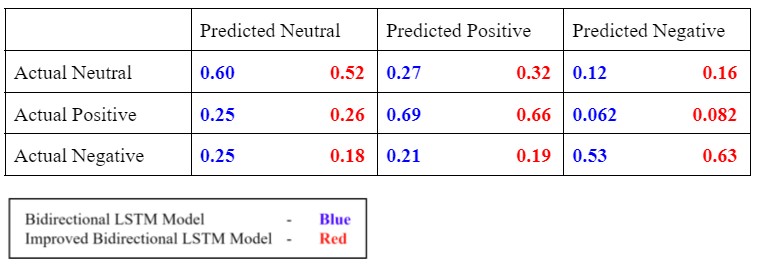 Predicted Neutral Predicted Positive Predicted Negative
Actual Neutral 0.60 0.52 0.27 0.32 0.12 0.16
Actual Positive 0.25 0.26 0.69 0.66 0.062 0.082
Actual Negative 0.25 0.18 0.21 0.19 0.53 0.63
Bidirectional LSTM Model - Blue
Improved Bidirectional LSTM Model - Red